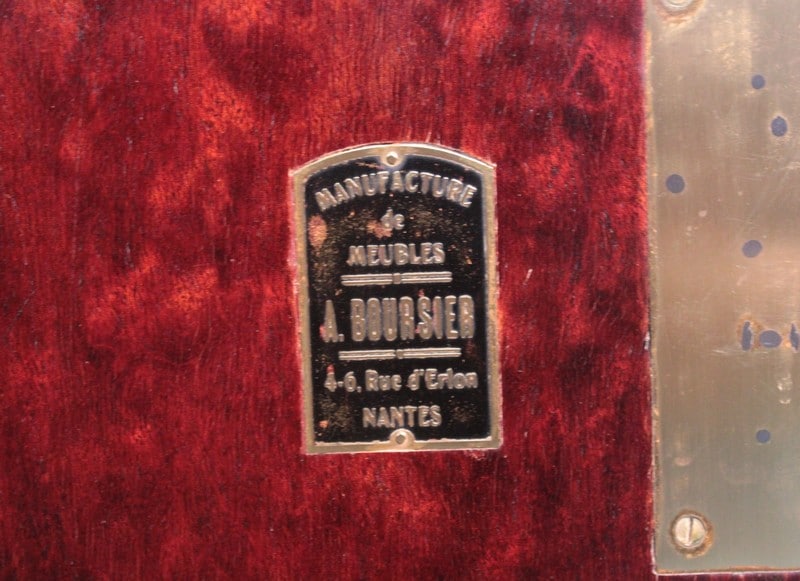 MANUFACTURE
de
MEUBLES
A. BOURSIER
4-6, Rue d'Erlon
NANTES